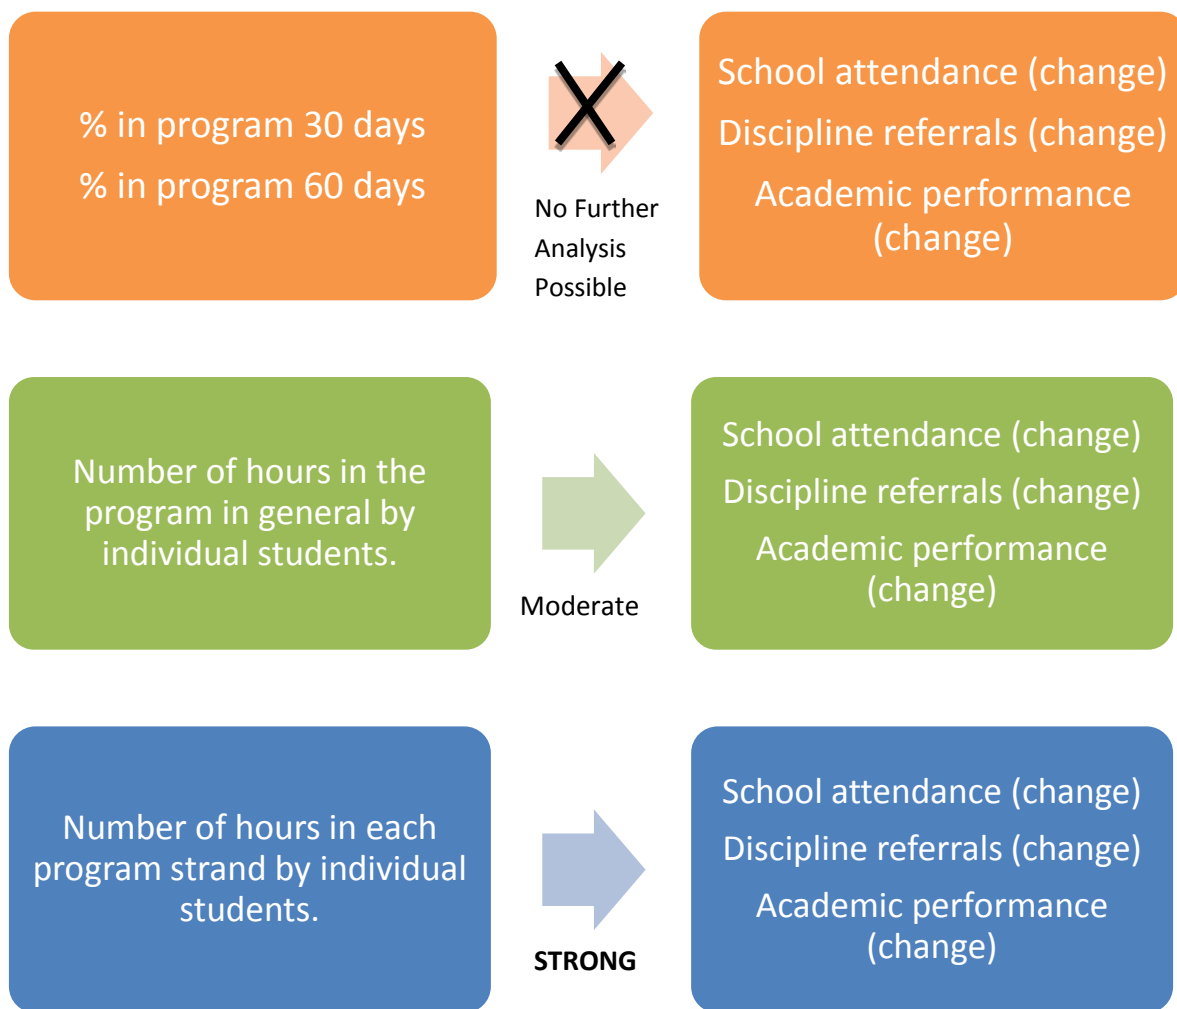 % in program 30 days
% in program 60 days
No Further
Analysis
Possible
School attendance (change)
Discipline referrals (change)
Academic performance
(change)
Number of hours in the
program in general by
individual students.
Moderate
School attendance (change)
Discipline referrals (change)
Academic performance
(change)
Number of hours in each
program strand by individual
students.
STRONG
School attendance (change)
Discipline referrals (change)
Academic performance
(change)